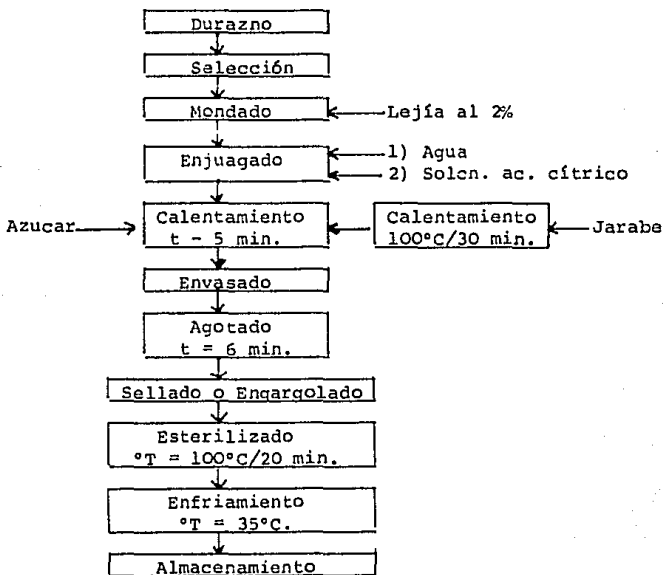 Durazno
Selección
Mondado
Lejía al 2%
Enjuagado
1) Agua
2) Solcn. ac. cítrico
Azucar
Calentamiento
t - 5 min.
Calentamiento
100°C/30 min.
Jarabe
Envasado
Agotado
t = 6 min.
Sellado o Engargolado
Esterilizado
°T = 100°C/20 min.
Enfriamiento
°T = 35°C.
Almacenamiento